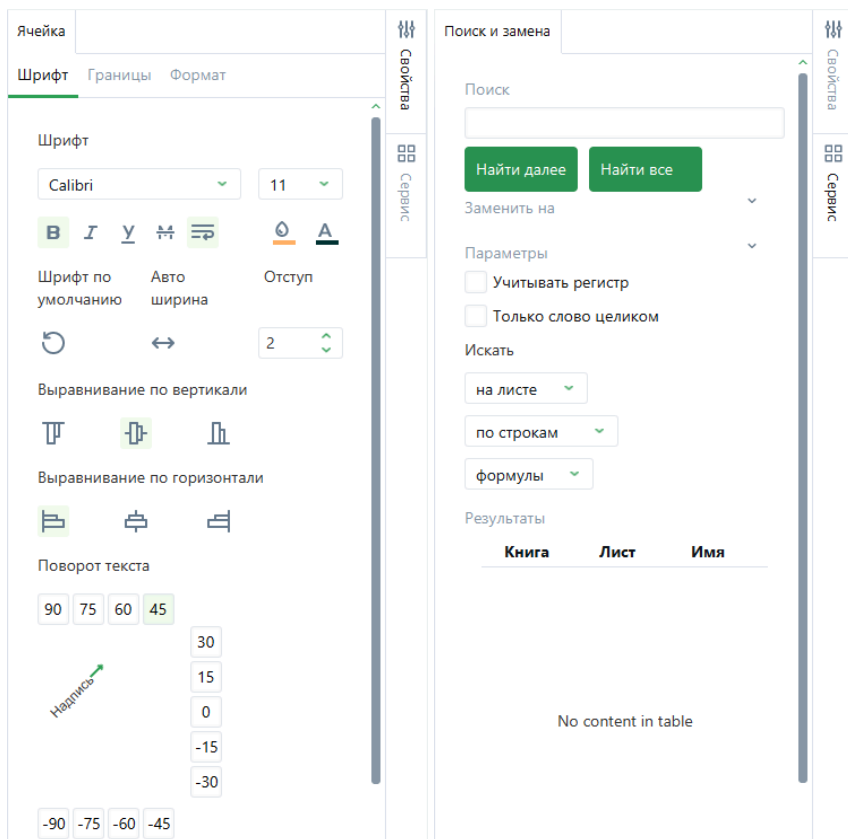 Ячейка
Шрифт Границы Формат
Шрифт
Calibri 11
B I У М А
Шрифт по умолчанию
Авто ширина
Отступ
2
Выравнивание по вертикали
Выравнивание по горизонтали
Поворот текста
90 75 60 45
30
15
0
-15
-30
Надпись
-90 -75 -60 -45
Свойства
Сервис
Поиск и замена
Поиск
Найти далее Найти все
Заменить на
Параметры
Учитывать регистр
Только слово целиком
Искать
на листе
по строкам
формулы
Результаты
Книга Лист Имя
No content in table
Свойства
Сервис